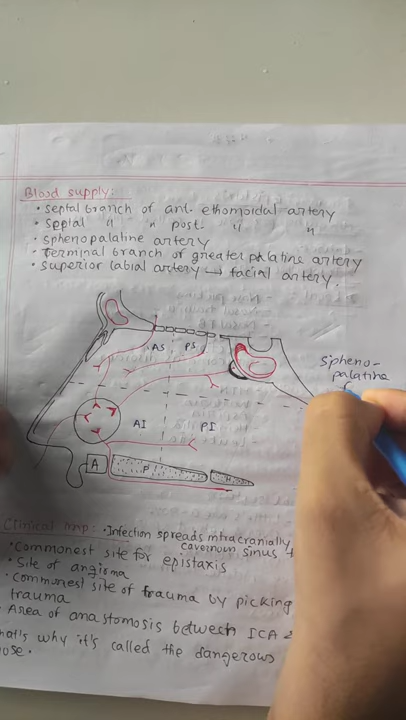 Blood supply:
• septal branch of ant. ethomoidal artery
• septal " " post. " "
• sphenopalatine artery
• terminal branch of greater palatine artery
• superior labial artery → facial artery.
AS PS
spheno-
palatine
AI PI
A P H
Clinical imp: • Infection spreads intracranially
cavernous sinus
• Commonest site for epistaxis
• Site of angioma
• Commonest site of trauma by picking
trauma
• Area of anastomosis between ICA &
that's why it's called the dangerous
nose.